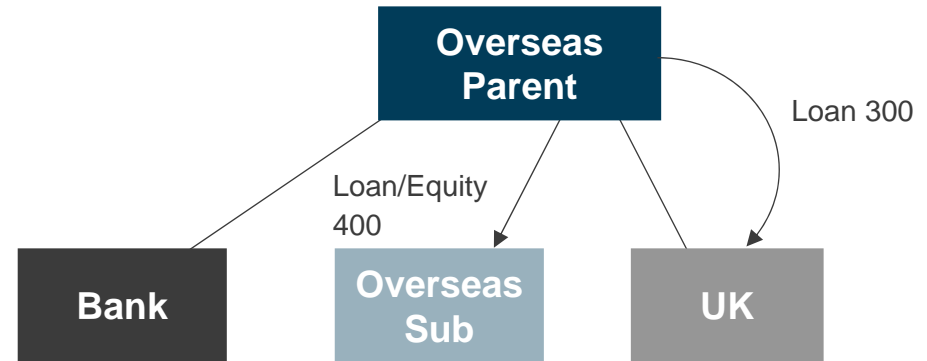 Overseas
Parent
Loan 300
Loan/Equity
400
Bank
Overseas
Sub
UK